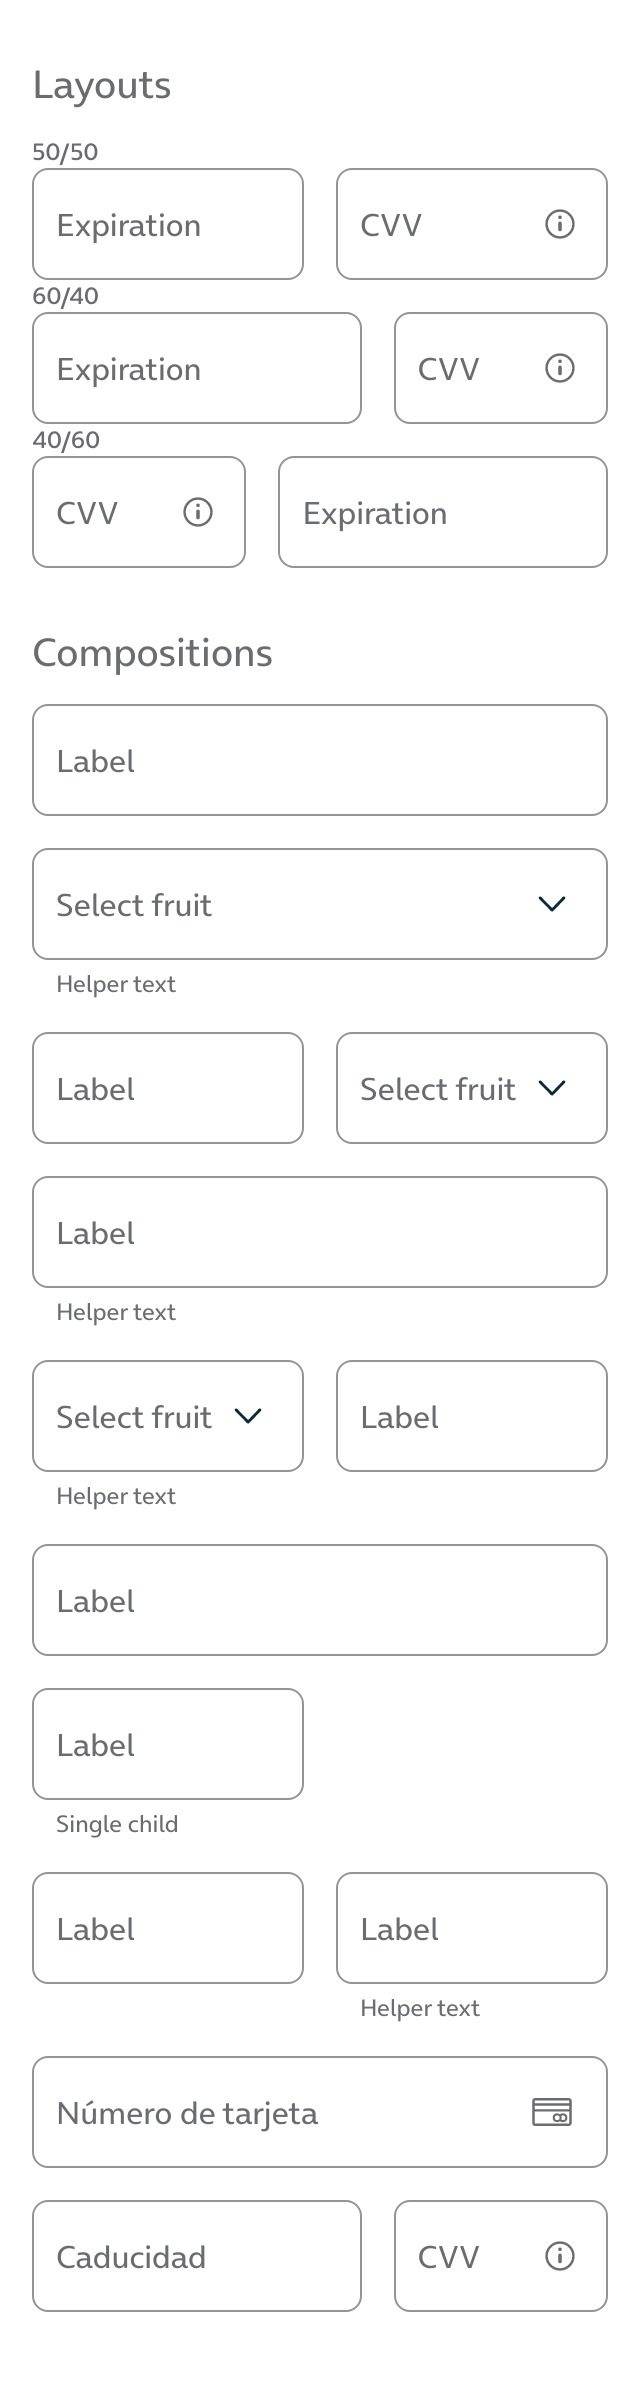 Layouts
50/50
Expiration
CVV
60/40
Expiration
CVV
40/60
CVV
Expiration
Compositions
Label
Select fruit
Helper text
Label
Select fruit
Label
Helper text
Select fruit
Label
Helper text
Label
Label
Single child
Label
Label
Helper text
Número de tarjeta
Caducidad
CVV